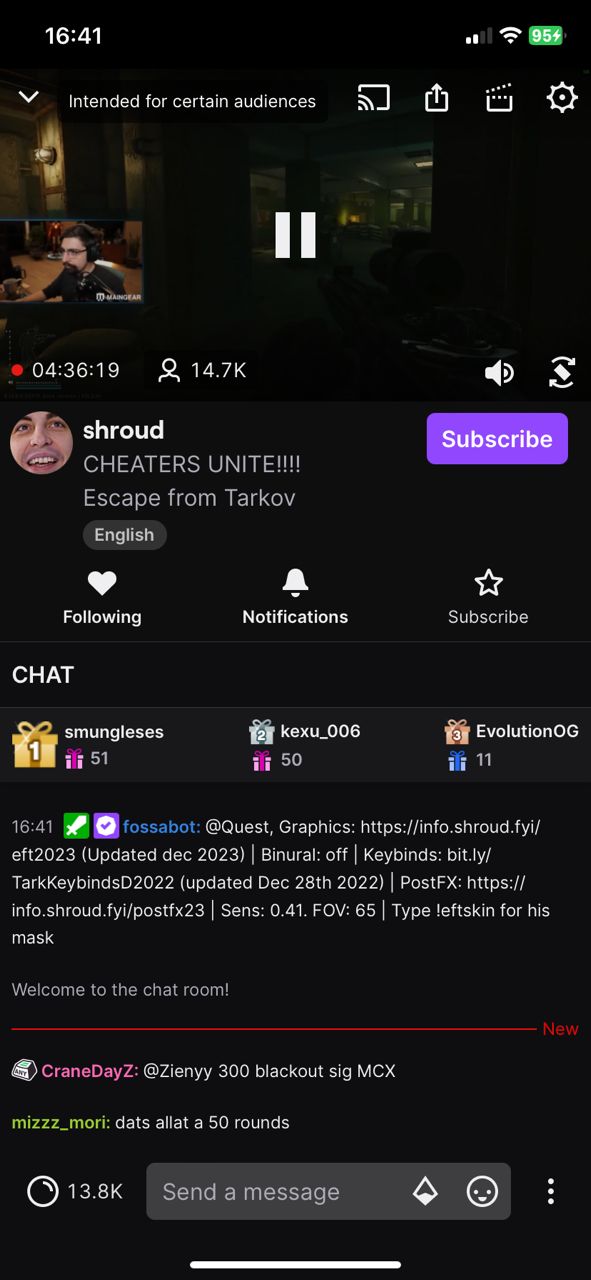 16:41
95
Intended for certain audiences
MAINGEAR
04:36:19
14.7K
shroud
Subscribe
CHEATERS UNITE!!!!
Escape from Tarkov
English
Following
Notifications
Subscribe
CHAT
1
smungleses
51
2
kexu_006
50
3
EvolutionOG
11
16:41 fossabot: @Quest, Graphics: https://info.shroud.fyi/
eft2023 (Updated dec 2023) | Binural: off | Keybinds: bit.ly/
TarkKeybindsD2022 (updated Dec 28th 2022) | PostFX: https://
info.shroud.fyi/postfx23 | Sens: 0.41. FOV: 65 | Type !eftskin for his
mask
Welcome to the chat room!
New
ANY CraneDayZ: @Zienyy 300 blackout sig MCX
mizzz_mori: dats allat a 50 rounds
13.8K
Send a message